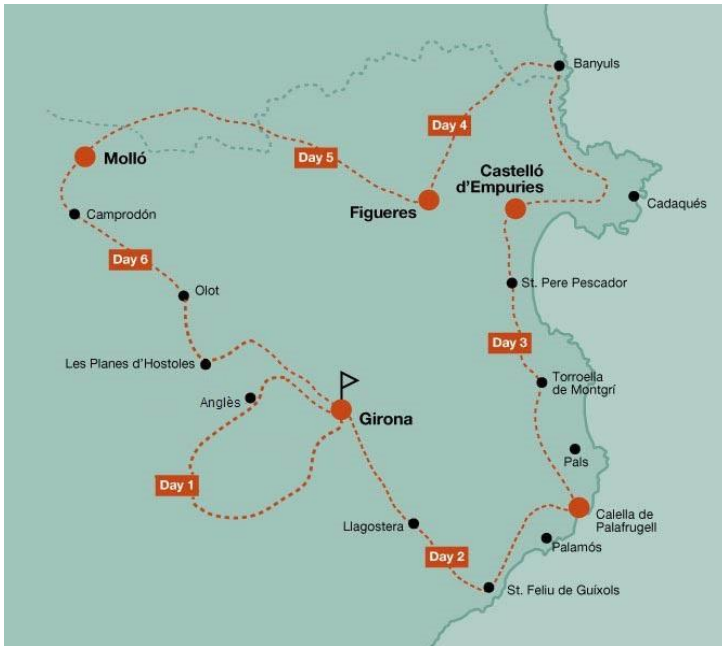 Banyuls
Day 4
Day 5
Molló
Castelló
d'Empuries
Figueres
Cadaqués
Camprodón
Day 6
St. Pere Pescador
Olot
Day 3
Les Planes d'Hostoles
Torroella
de Montgrí
Anglès
Girona
Pals
Day 1
Calella de
Palafrugell
Llagostera
Palamós
Day 2
St. Feliu de Guíxols